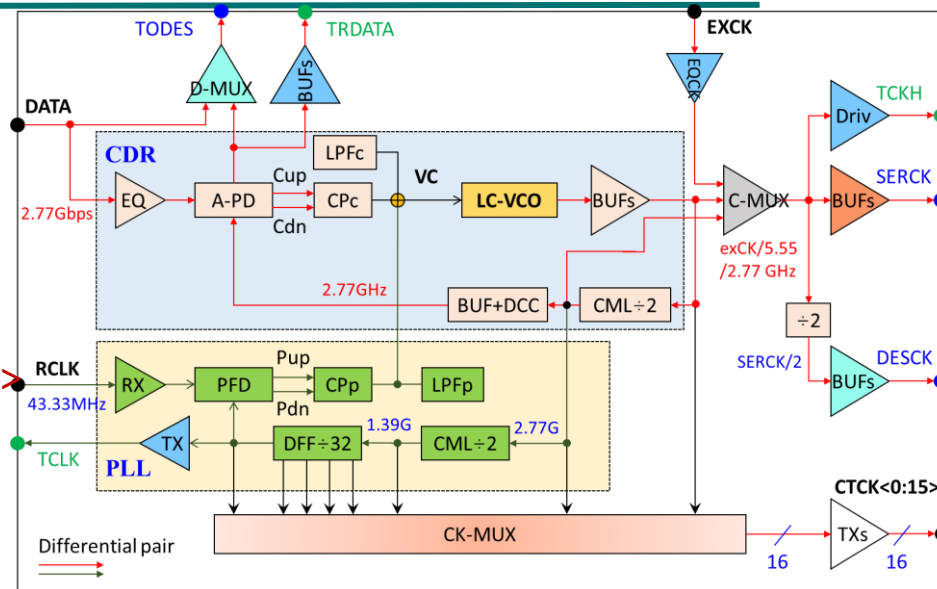 TODES
TRDATA
EXCK
D-MUX
BUFs
EQCK
TCKH
DATA
Driv
CDR
LPFc
Cup
VC
SERCK
EQ
A-PD
CPc
LC-VCO
BUFs
C-MUX
BUFs
2.77Gbps
Cdn
exCK/5.55
/2.77 GHz
2.77GHz
BUF+DCC
CML÷2
÷2
SERCK/2
DESCK
RCLK
Pup
RX
PFD
CPp
LPFp
BUFs
43.33MHz
Pdn
1.39G
2.77G
TX
DFF÷32
CML÷2
TCLK
PLL
CTCK<0:15>
CK-MUX
TXs
Differential pair
16
16